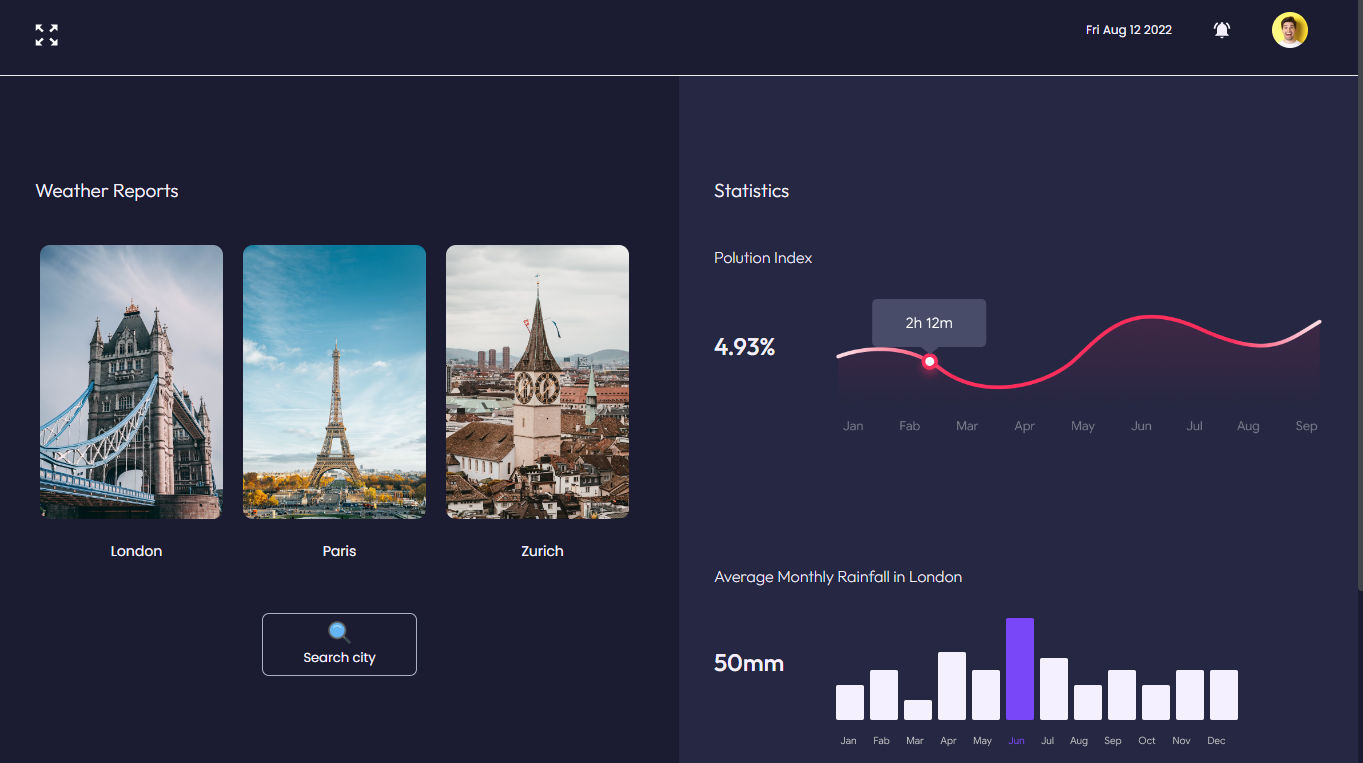 Fri Aug 12 2022
Weather Reports
London
Paris
Zurich
Search city
Statistics
Polution Index
4.93%
2h 12m
Jan Fab Mar Apr May Jun Jul Aug Sep
Average Monthly Rainfall in London
50mm
Jan Fab Mar Apr May Jun Jul Aug Sep Oct Nov Dec